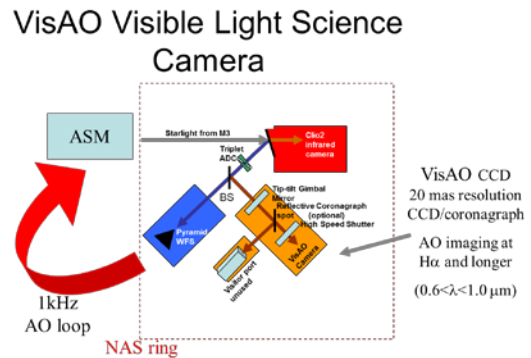 VisAO Visible Light Science
Camera
ASM
Starlight from M3
Clio2
infrared
camera
Triplet
ADC
BS
Tip-tilt Gimbal
Mirror
Reflective Coronagraph
spot (optional)
High Speed Shutter
Pyramid
WFS
VisAO
Camera
Visitor port
unused
VisAO CCD
20 mas resolution
CCD/coronagraph
AO imaging at
Hα and longer
(0.6<λ<1.0 μm)
1kHz
AO loop
NAS ring